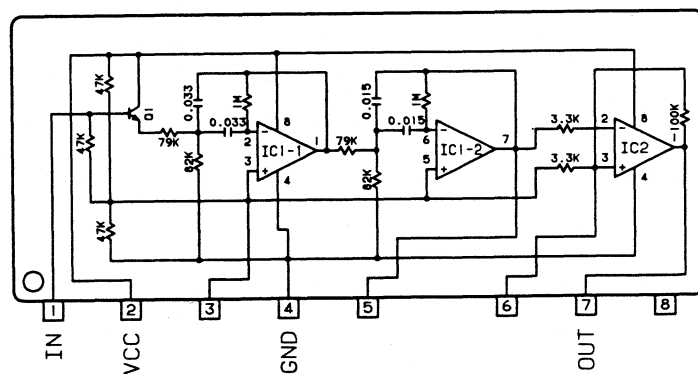 47K
Q1
79K
0.033
0.033
1M
82K
2
3
8
4
1
IC1-1
79K
0.015
0.015
1M
82K
6
5
7
IC1-2
3.3K
3.3K
2
3
8
4
1
IC2
100K
47K
47K
1
2
3
4
5
6
7
8
IN
VCC
GND
OUT